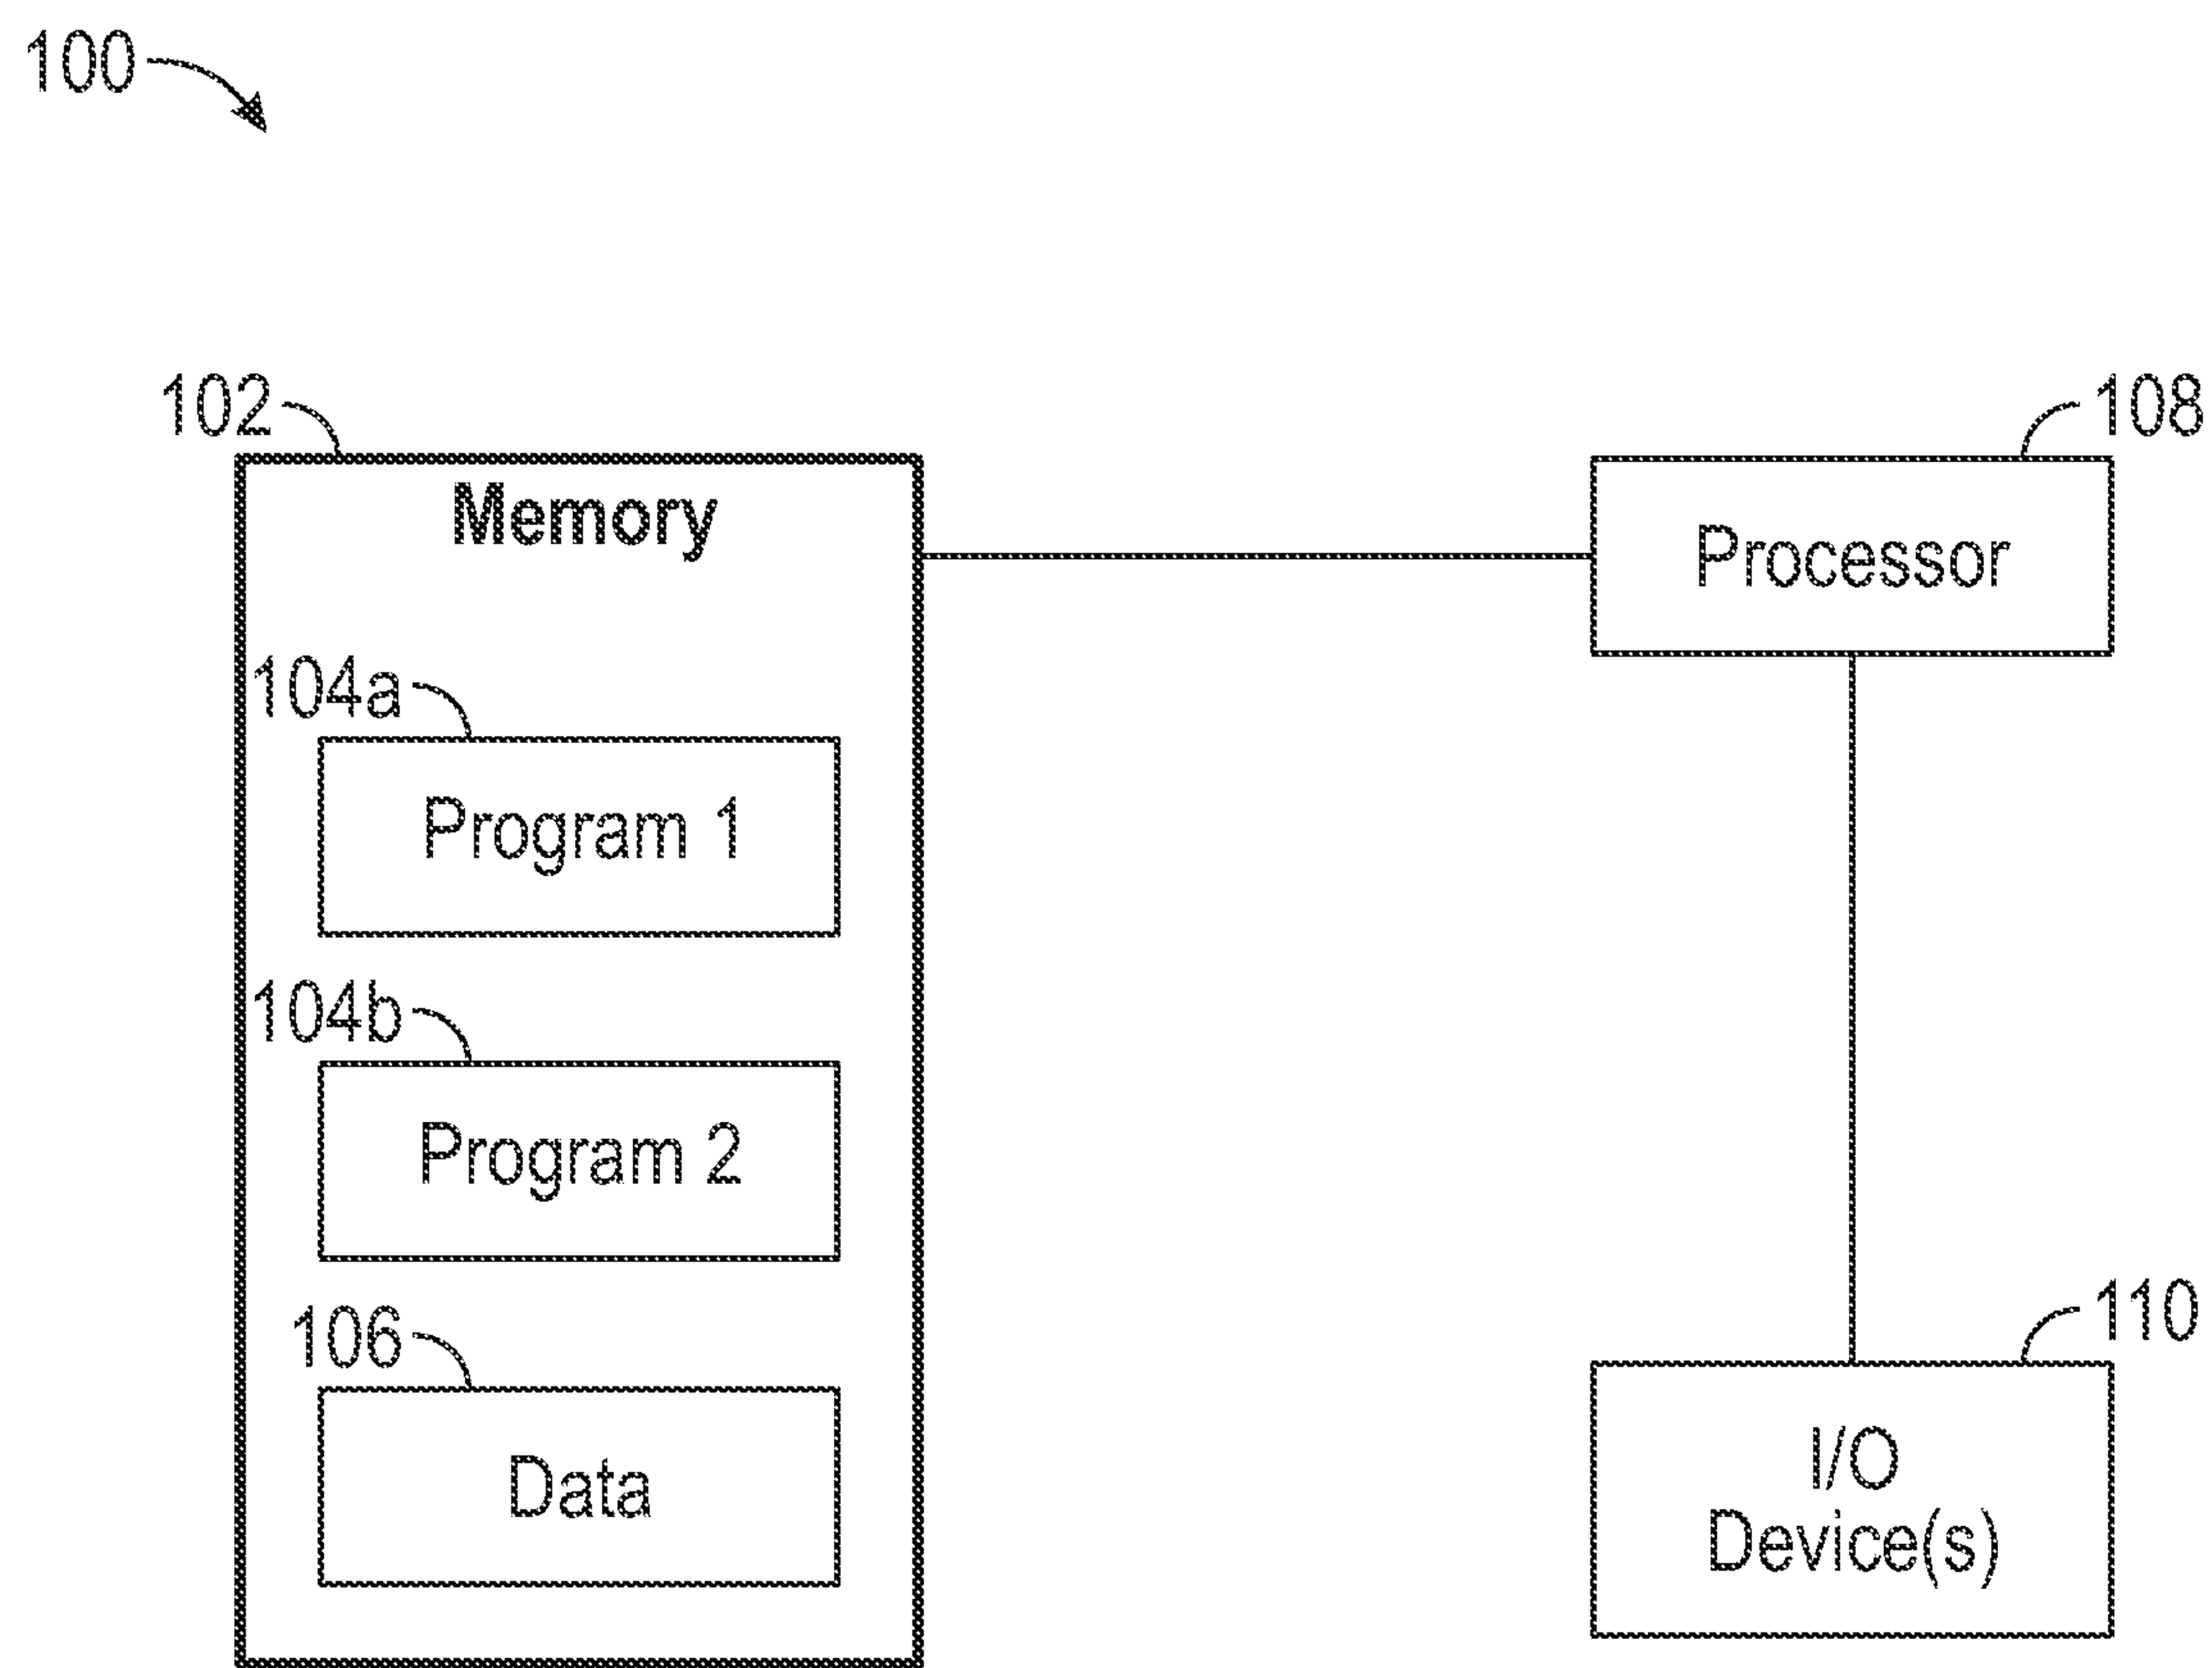 100
102
Memory
108
Processor
104a
Program 1
104b
Program 2
106
Data
110
I/O
Device(s)